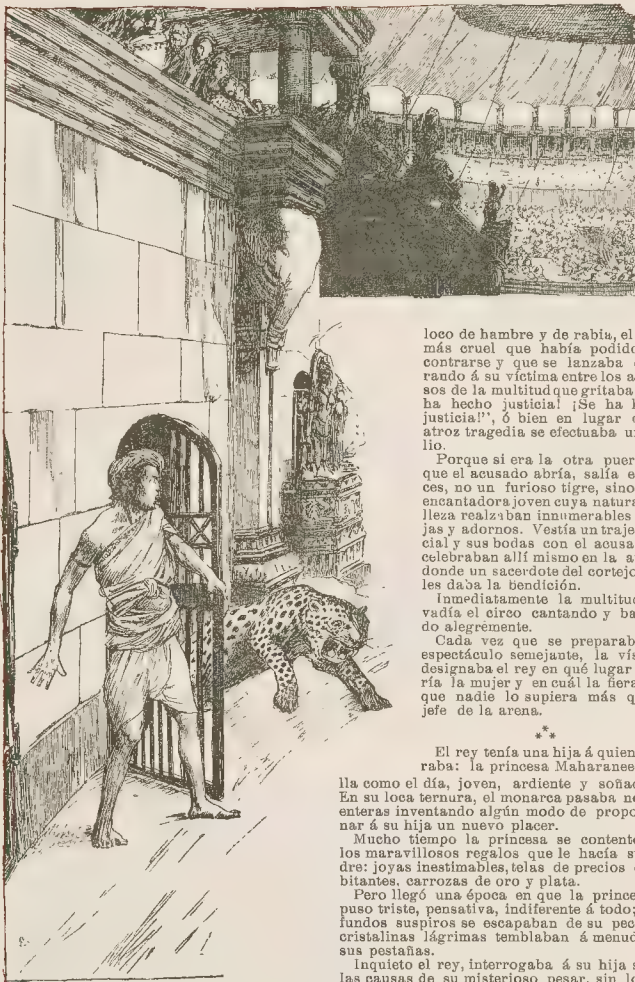 loco de hambre y de rabia, el
más cruel que había podido
contrarse y que se lanzaba
rando á su víctima entre los a
sos de la multitud que gritaba
ha hecho justicia! ¡Se ha h
justicia!", ó bien en lugar d
atroz tragedia se efectuaba un
lio.
Porque si era la otra puer
que el acusado abría, salía e
ces, no un furioso tigre, sino
encantadora joven cuya natura
lleza realzaban innumerables
jas y adornos. Vestía un traje
cial y sus bodas con el acusa
celebraban allí mismo en la a
donde un sacerdote del cortejo
les daba la bendición.
Inmediatamente la multitud
vadía el circo cantando y ba
do alegremente.
Cada vez que se preparab
espectáculo semejante, la vís
designaba el rey en qué lugar
ría la mujer y en cuál la fiera
que nadie lo supiera más q
jefe de la arena.
***
El rey tenía una hija á quien
raba: la princesa Maharanee
lla como el día, joven, ardiente y soñad
En su loca ternura, el monarca pasaba no
enteras inventando algún modo de propo
nar á su hija un nuevo placer.
Mucho tiempo la princesa se contentó
los maravillosos regalos que le hacía su
dre: joyas inestimables, telas de precios
bitantes, carrozas de oro y plata.
Pero llegó una época en que la prince
puso triste, pensativa, indiferente á todo;
fundos suspiros se escapaban de su pec
cristalinas lágrimas temblaban á menud
sus pestañas.
Inquieto el rey, interrogaba á su hija s
las causas de su misterioso pesar, sin lo